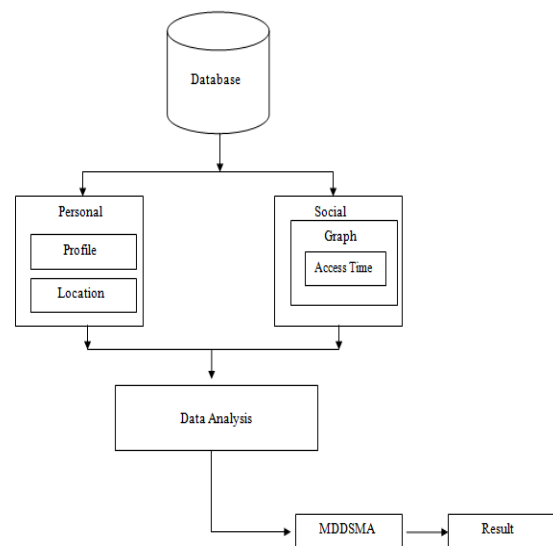 Database
Personal
Profile
Location
Social
Graph
Access Time
Data Analysis
MDDSMA
Result